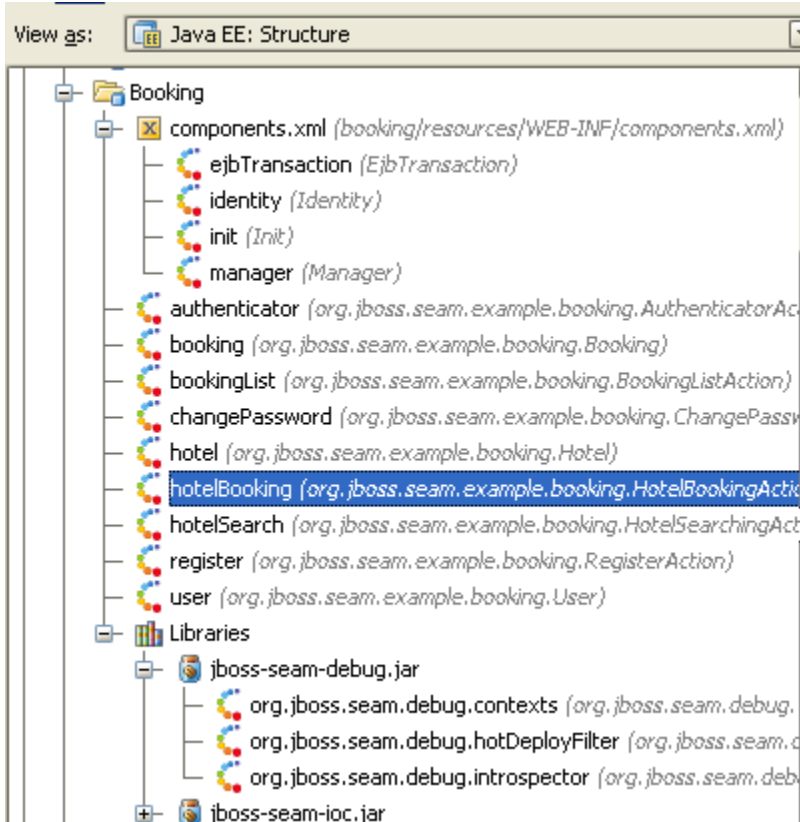 View as: Java EE: Structure
Booking
components.xml (booking/resources/WEB-INF/components.xml)
ejbTransaction (EjbTransaction)
identity (Identity)
init (Init)
manager (Manager)
authenticator (org.jboss.seam.example.booking.AuthenticatorAc
booking (org.jboss.seam.example.booking.Booking)
bookingList (org.jboss.seam.example.booking.BookingListAction)
changePassword (org.jboss.seam.example.booking.ChangePassw
hotel (org.jboss.seam.example.booking.Hotel)
hotelBooking (org.jboss.seam.example.booking.HotelBookingActio
hotelSearch (org.jboss.seam.example.booking.HotelSearchingAct
register (org.jboss.seam.example.booking.RegisterAction)
user (org.jboss.seam.example.booking.User)
Libraries
jboss-seam-debug.jar
org.jboss.seam.debug.contexts (org.jboss.seam.debug.
org.jboss.seam.debug.hotDeployFilter (org.jboss.seam.d
org.jboss.seam.debug.introspector (org.jboss.seam.deb
jboss-seam-ioc.jar